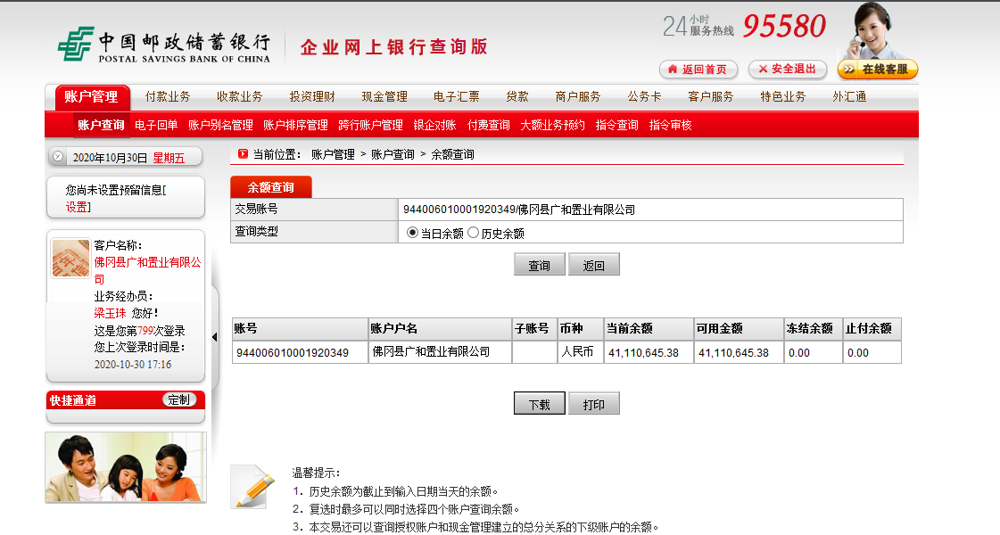 中国邮政储蓄银行
POSTAL SAVINGS BANK OF CHINA
企业网上银行查询版
24小时服务热线 95580
返回首页 安全退出 在线客服
账户管理 付款业务 收款业务 投资理财 现金管理 电子汇票 贷款 商户服务 公务卡 客户服务 特色业务 外汇通
账户查询 电子回单 账户别名管理 账户排序管理 跨行账户管理 银企对账 付费查询 大额业务预约 指令查询 指令审核
2020年10月30日 星期五
您尚未设置预留信息[
设置]
客户名称：
佛冈县广和置业有限公
司
业务经办员：
梁玉珠 您好！
这是您第799次登录
您上次登录时间是：
2020-10-30 17:16
快捷通道 定制
当前位置： 账户管理 > 账户查询 > 余额查询
余额查询
交易账号 944006010001920349/佛冈县广和置业有限公司
查询类型 当日余额 历史余额
查询 返回
账号 账户户名 子账号 币种 当前余额 可用余额 冻结余额 止付余额
944006010001920349 佛冈县广和置业有限公司 人民币 41,110,645.38 41,110,645.38 0.00 0.00
下载 打印
温馨提示：
1. 历史余额为截止到输入日期当天的余额。
2. 复选时最多可以同时选择四个账户查询余额。
3. 本交易还可以查询授权账户和现金管理建立的总分关系的下级账户的余额。